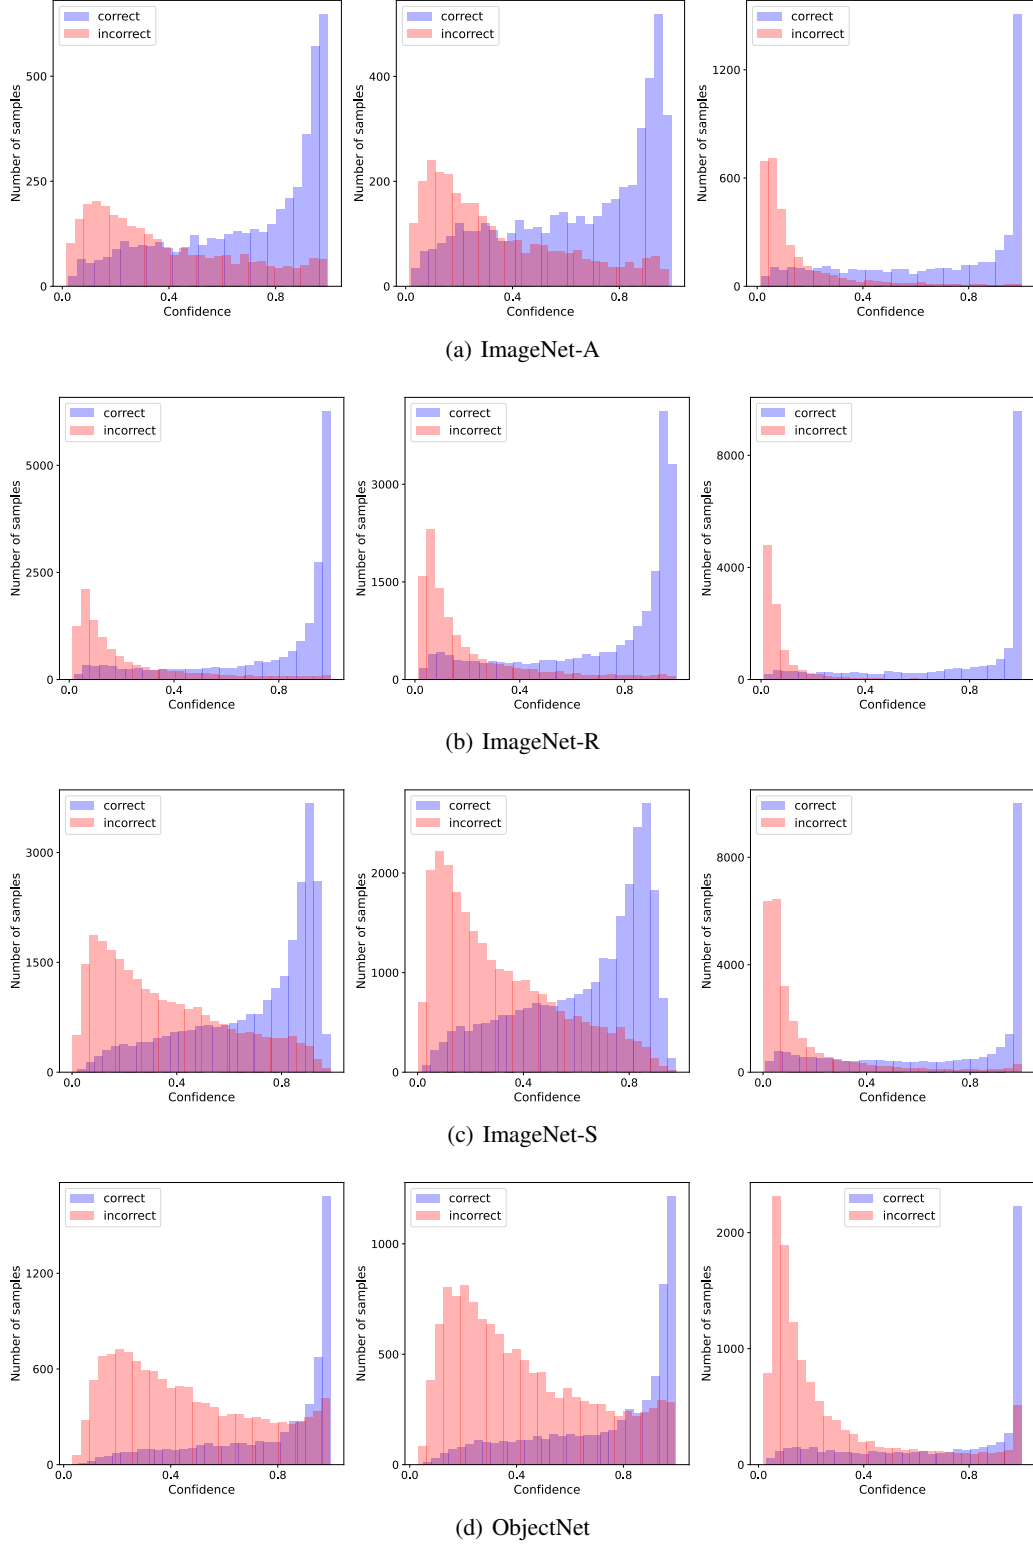 correct
incorrect
Number of samples
500
250
0
0.0 0.4 0.8
Confidence
correct
incorrect
Number of samples
400
200
0
0.0 0.4 0.8
Confidence
correct
incorrect
Number of samples
1200
600
0
0.0 0.4 0.8
Confidence
(a) ImageNet-A
correct
incorrect
Number of samples
5000
2500
0
0.0 0.4 0.8
Confidence
correct
incorrect
Number of samples
3000
1500
0
0.0 0.4 0.8
Confidence
correct
incorrect
Number of samples
8000
4000
0
0.0 0.4 0.8
Confidence
(b) ImageNet-R
correct
incorrect
Number of samples
3000
1500
0
0.0 0.4 0.8
Confidence
correct
incorrect
Number of samples
2000
1000
0
0.0 0.4 0.8
Confidence
correct
incorrect
Number of samples
8000
4000
0
0.0 0.4 0.8
Confidence
(c) ImageNet-S
correct
incorrect
Number of samples
1200
600
0
0.0 0.4 0.8
Confidence
correct
incorrect
Number of samples
1000
500
0
0.0 0.4 0.8
Confidence
correct
incorrect
Number of samples
2000
1000
0
0.0 0.4 0.8
Confidence
(d) ObjectNet